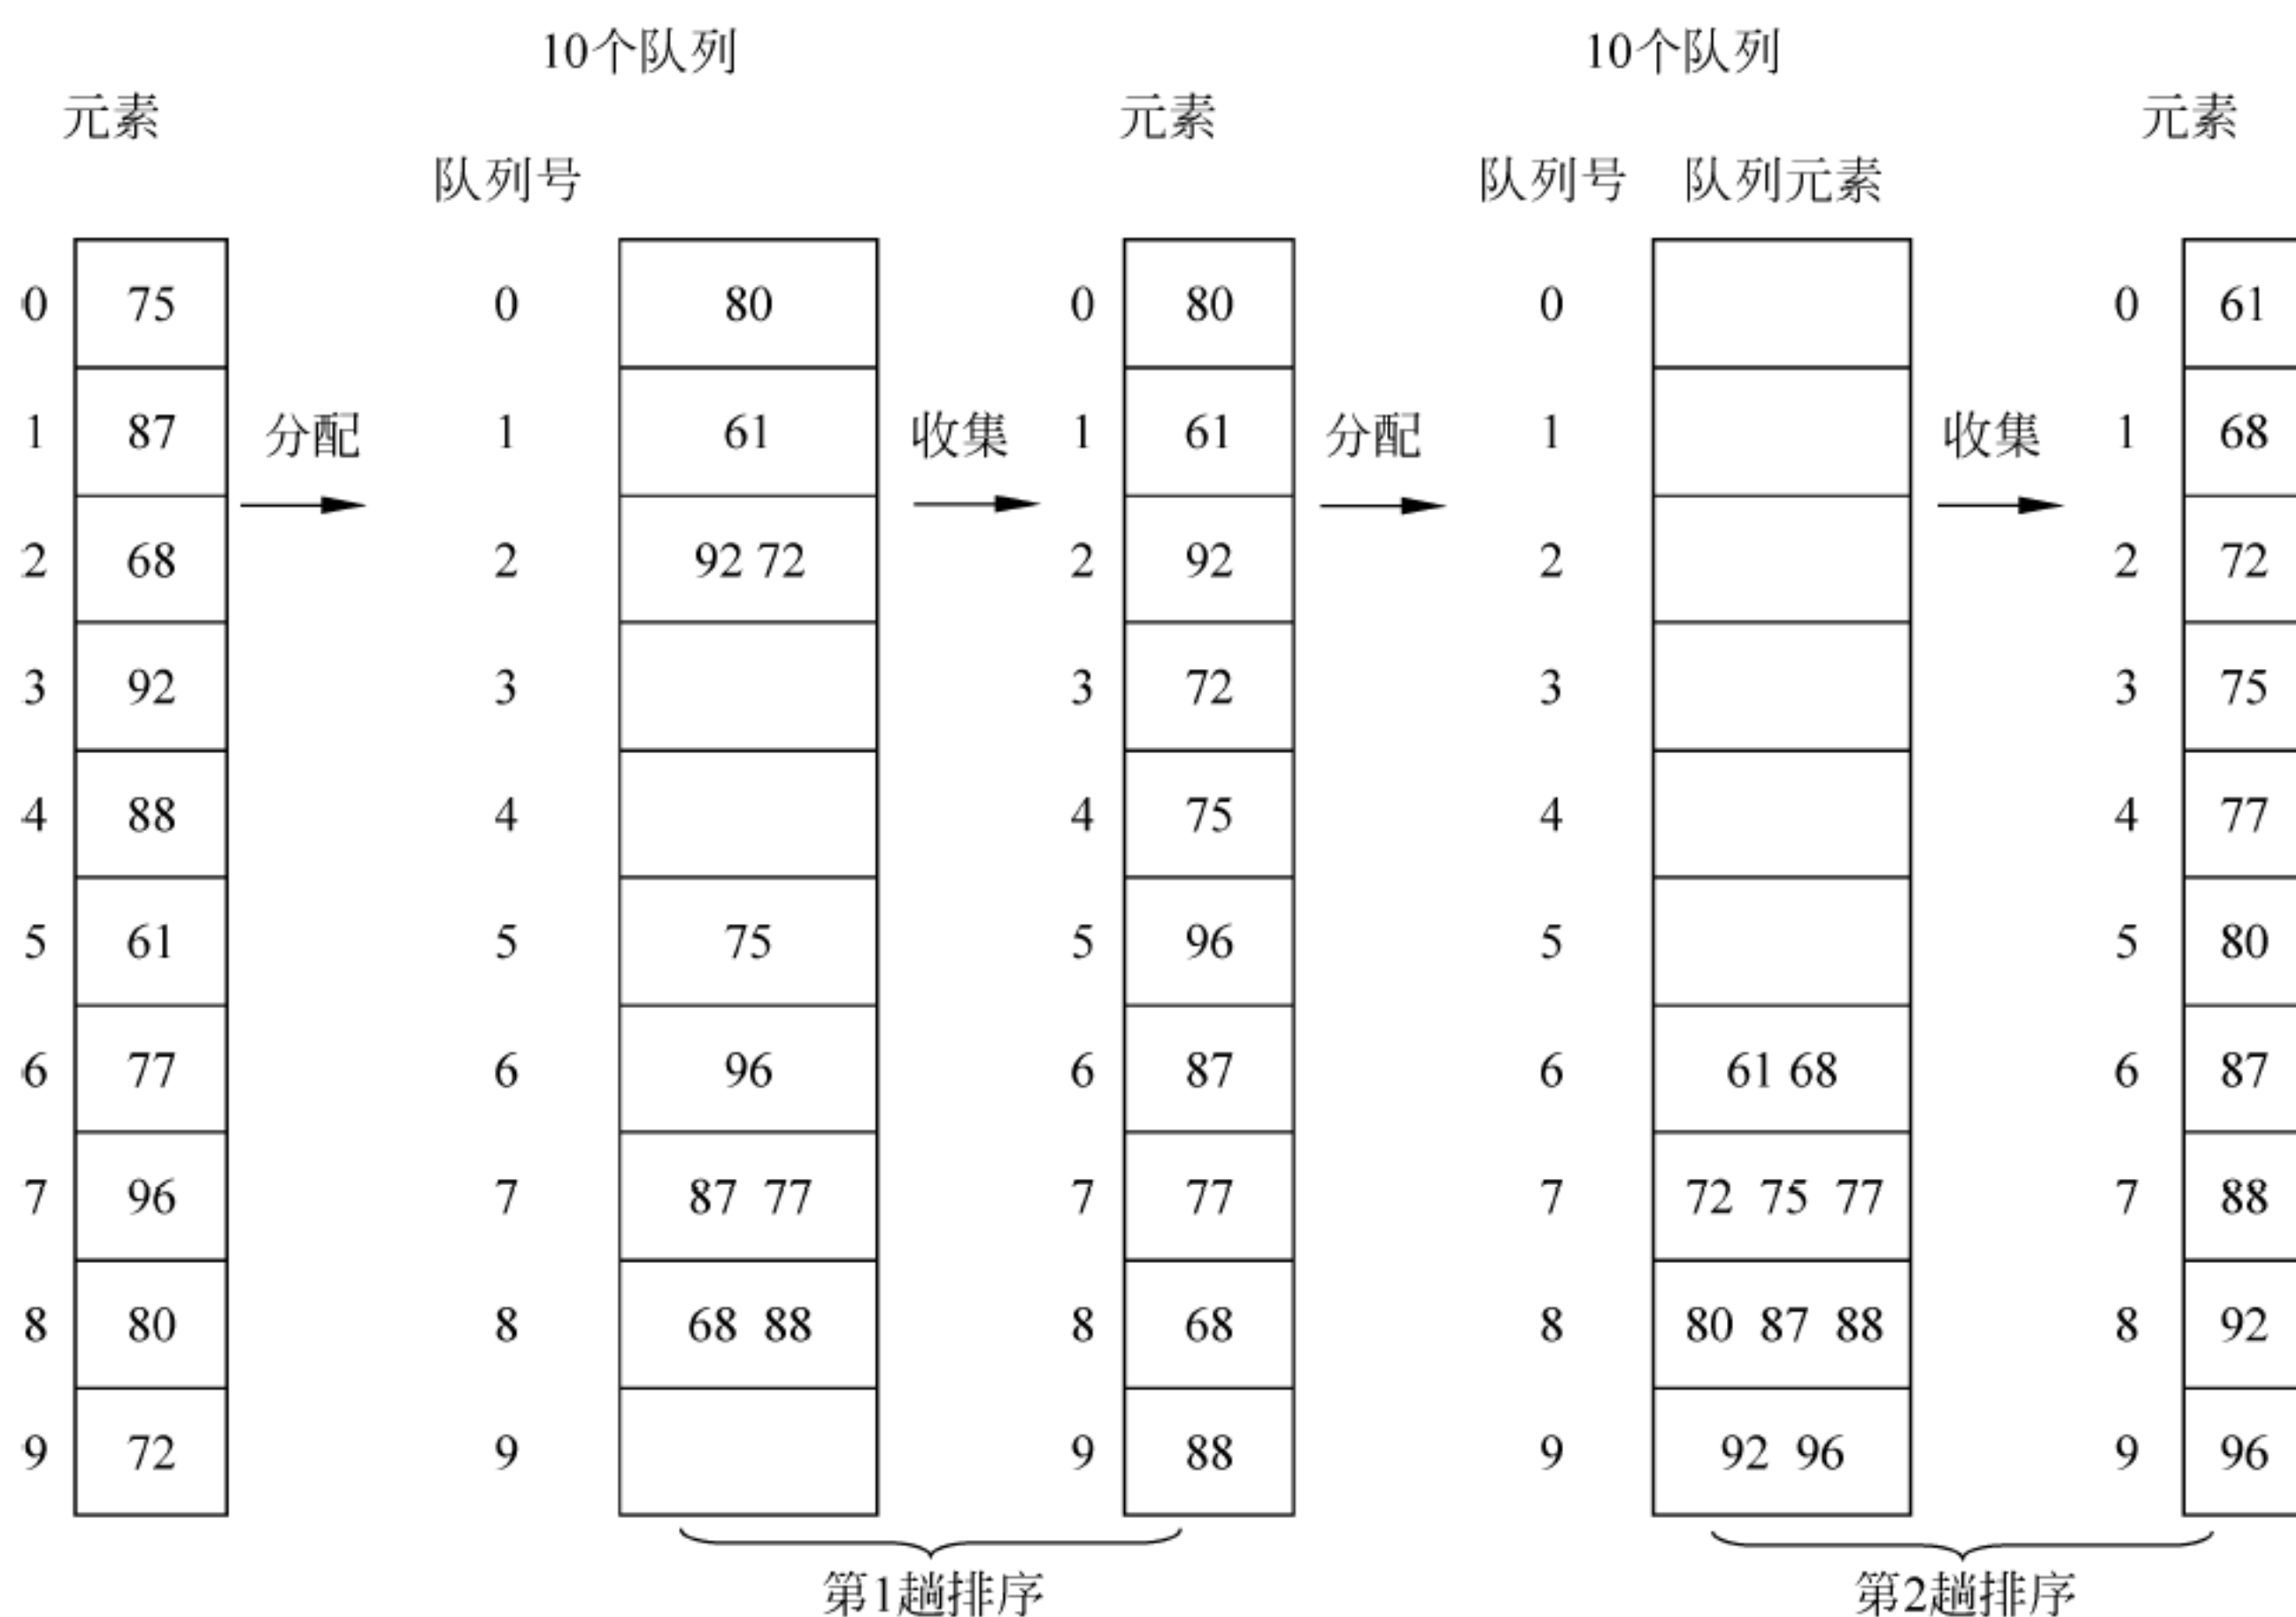 10个队列 10个队列
元素 元素 元素
队列号 队列号 队列元素
0 75 0 80 0 80 0 0 61
1 87 分配 1 61 收集 1 61 分配 1 收集 1 68
2 68 2 92 72 2 92 2 2 72
3 92 3 3 72 3 3 75
4 88 4 4 75 4 4 77
5 61 5 75 5 96 5 5 80
6 77 6 96 6 87 6 61 68 6 87
7 96 7 87 77 7 77 7 72 75 77 7 88
8 80 8 68 88 8 68 8 80 87 88 8 92
9 72 9 9 88 9 92 96 9 96
第1趟排序 第2趟排序